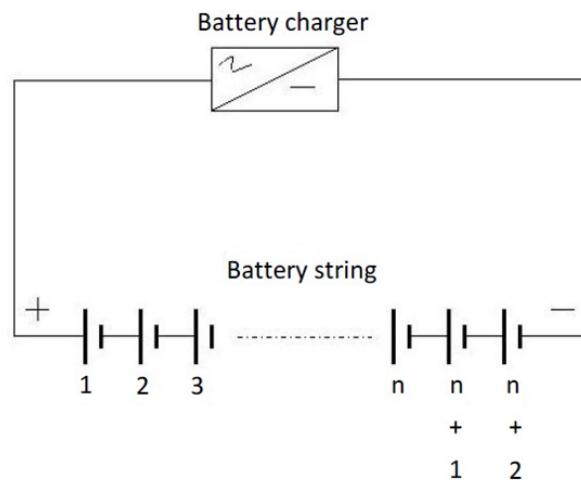 Battery charger
Battery string
+ −
1 2 3 n n n
+ +
1 2